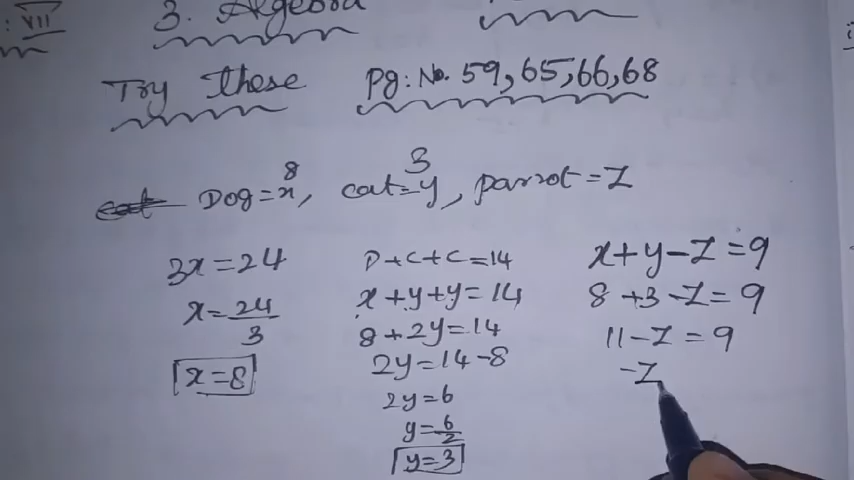 : VII 3. Algebra
Try these Pg: No. 59, 65, 66, 68
Dog = x, cat = y, parrot = z
8 3
3x = 24
x = 24/3
x = 8
D + C + C = 14
x + y + y = 14
8 + 2y = 14
2y = 14 - 8
2y = 6
y = 6/2
y = 3
x + y - z = 9
8 + 3 - z = 9
11 - z = 9
-z